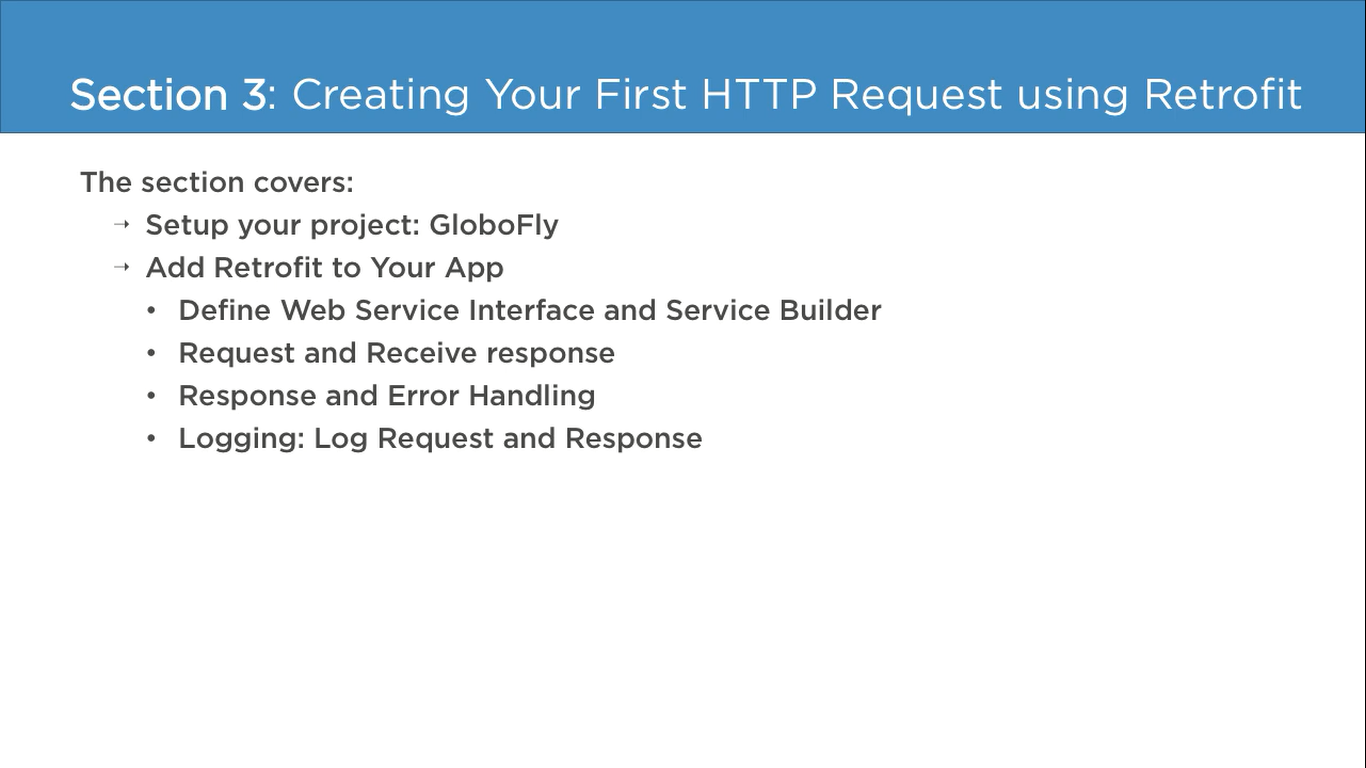 Section 3: Creating Your First HTTP Request using Retrofit
The section covers:
→ Setup your project: GloboFly
→ Add Retrofit to Your App
• Define Web Service Interface and Service Builder
• Request and Receive response
• Response and Error Handling
• Logging: Log Request and Response